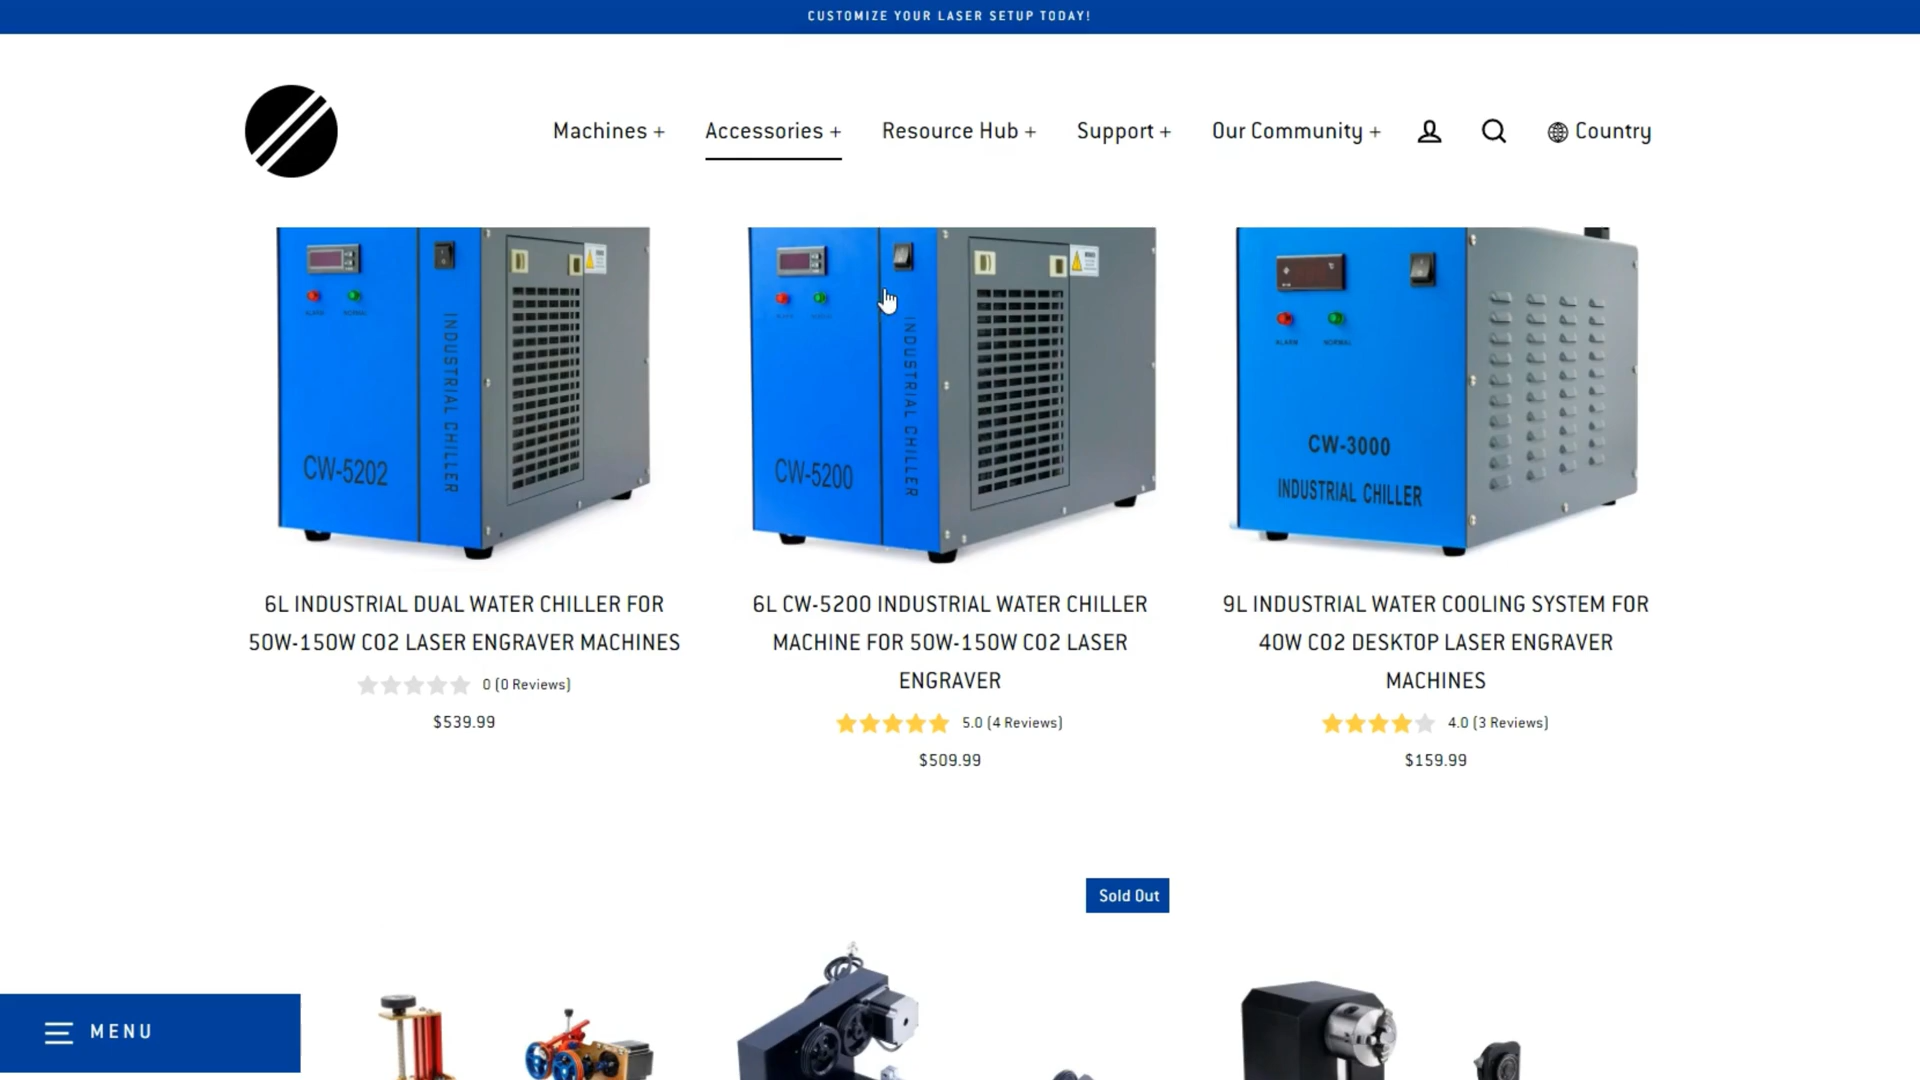 CUSTOMIZE YOUR LASER SETUP TODAY!
Machines + Accessories + Resource Hub + Support + Our Community + Country
ALARM NORMAL
INDUSTRIAL CHILLER
CW-5202
INDUSTRIAL CHILLER
CW-5200
ALARM NORMAL
CW-3000
INDUSTRIAL CHILLER
6L INDUSTRIAL DUAL WATER CHILLER FOR
50W-150W CO2 LASER ENGRAVER MACHINES
0 (0 Reviews)
$539.99
6L CW-5200 INDUSTRIAL WATER CHILLER
MACHINE FOR 50W-150W CO2 LASER
ENGRAVER
5.0 (4 Reviews)
$509.99
9L INDUSTRIAL WATER COOLING SYSTEM FOR
40W CO2 DESKTOP LASER ENGRAVER
MACHINES
4.0 (3 Reviews)
$159.99
Sold Out
MENU